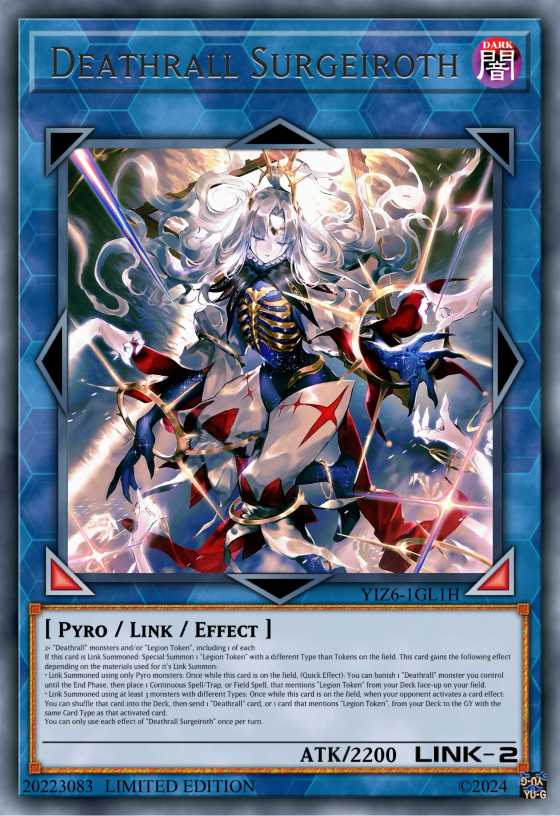 Deathrall Surgeiroth
DARK
闇
YIZ6-1GL1H
[ Pyro / Link / Effect ]
2+ "Deathrall" monsters and/or "Legion Token", including 1 of each
If this card is Link Summoned: Special Summon 1 "Legion Token" with a different Type than Tokens on the field. This card gains the following effect
depending on the materials used for it's Link Summon:
• Link Summoned using only Pyro monsters: Once while this card is on the field, (Quick Effect): You can banish 1 "Deathrall" monster you control
until the End Phase, then place 1 Continuous Spell/Trap, or Field Spell, that mentions "Legion Token" from your Deck face-up on your field.
• Link Summoned using at least 3 monsters with different Types: Once while this card is on the field, when your opponent activates a card effect:
You can shuffle that card into the Deck, then send 1 "Deathrall" card, or 1 card that mentions "Legion Token", from your Deck to the GY with the
same Card Type as that activated card.
You can only use each effect of "Deathrall Surgeiroth" once per turn.
ATK/2200 LINK-2
20223083 LIMITED EDITION ©2024
YU-G
YU-G